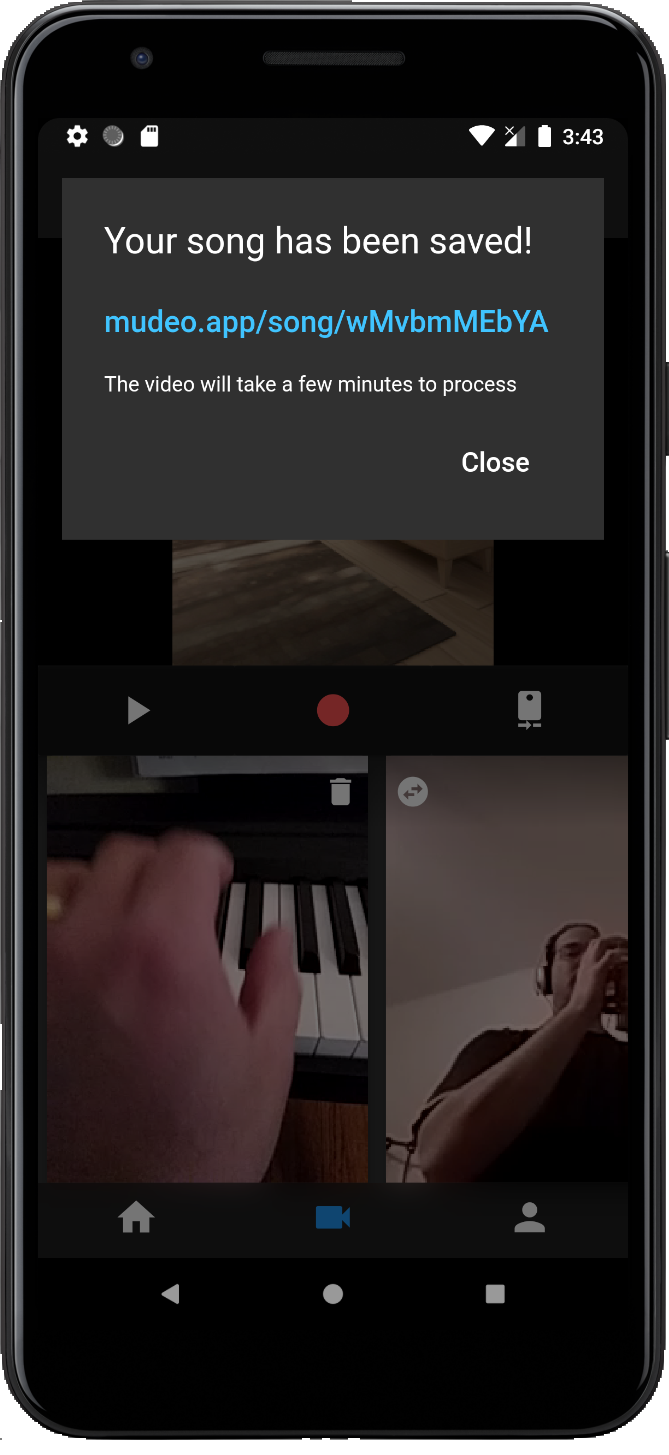 3:43
Your song has been saved!
mudeo.app/song/wMvbmMEbYA
The video will take a few minutes to process
Close